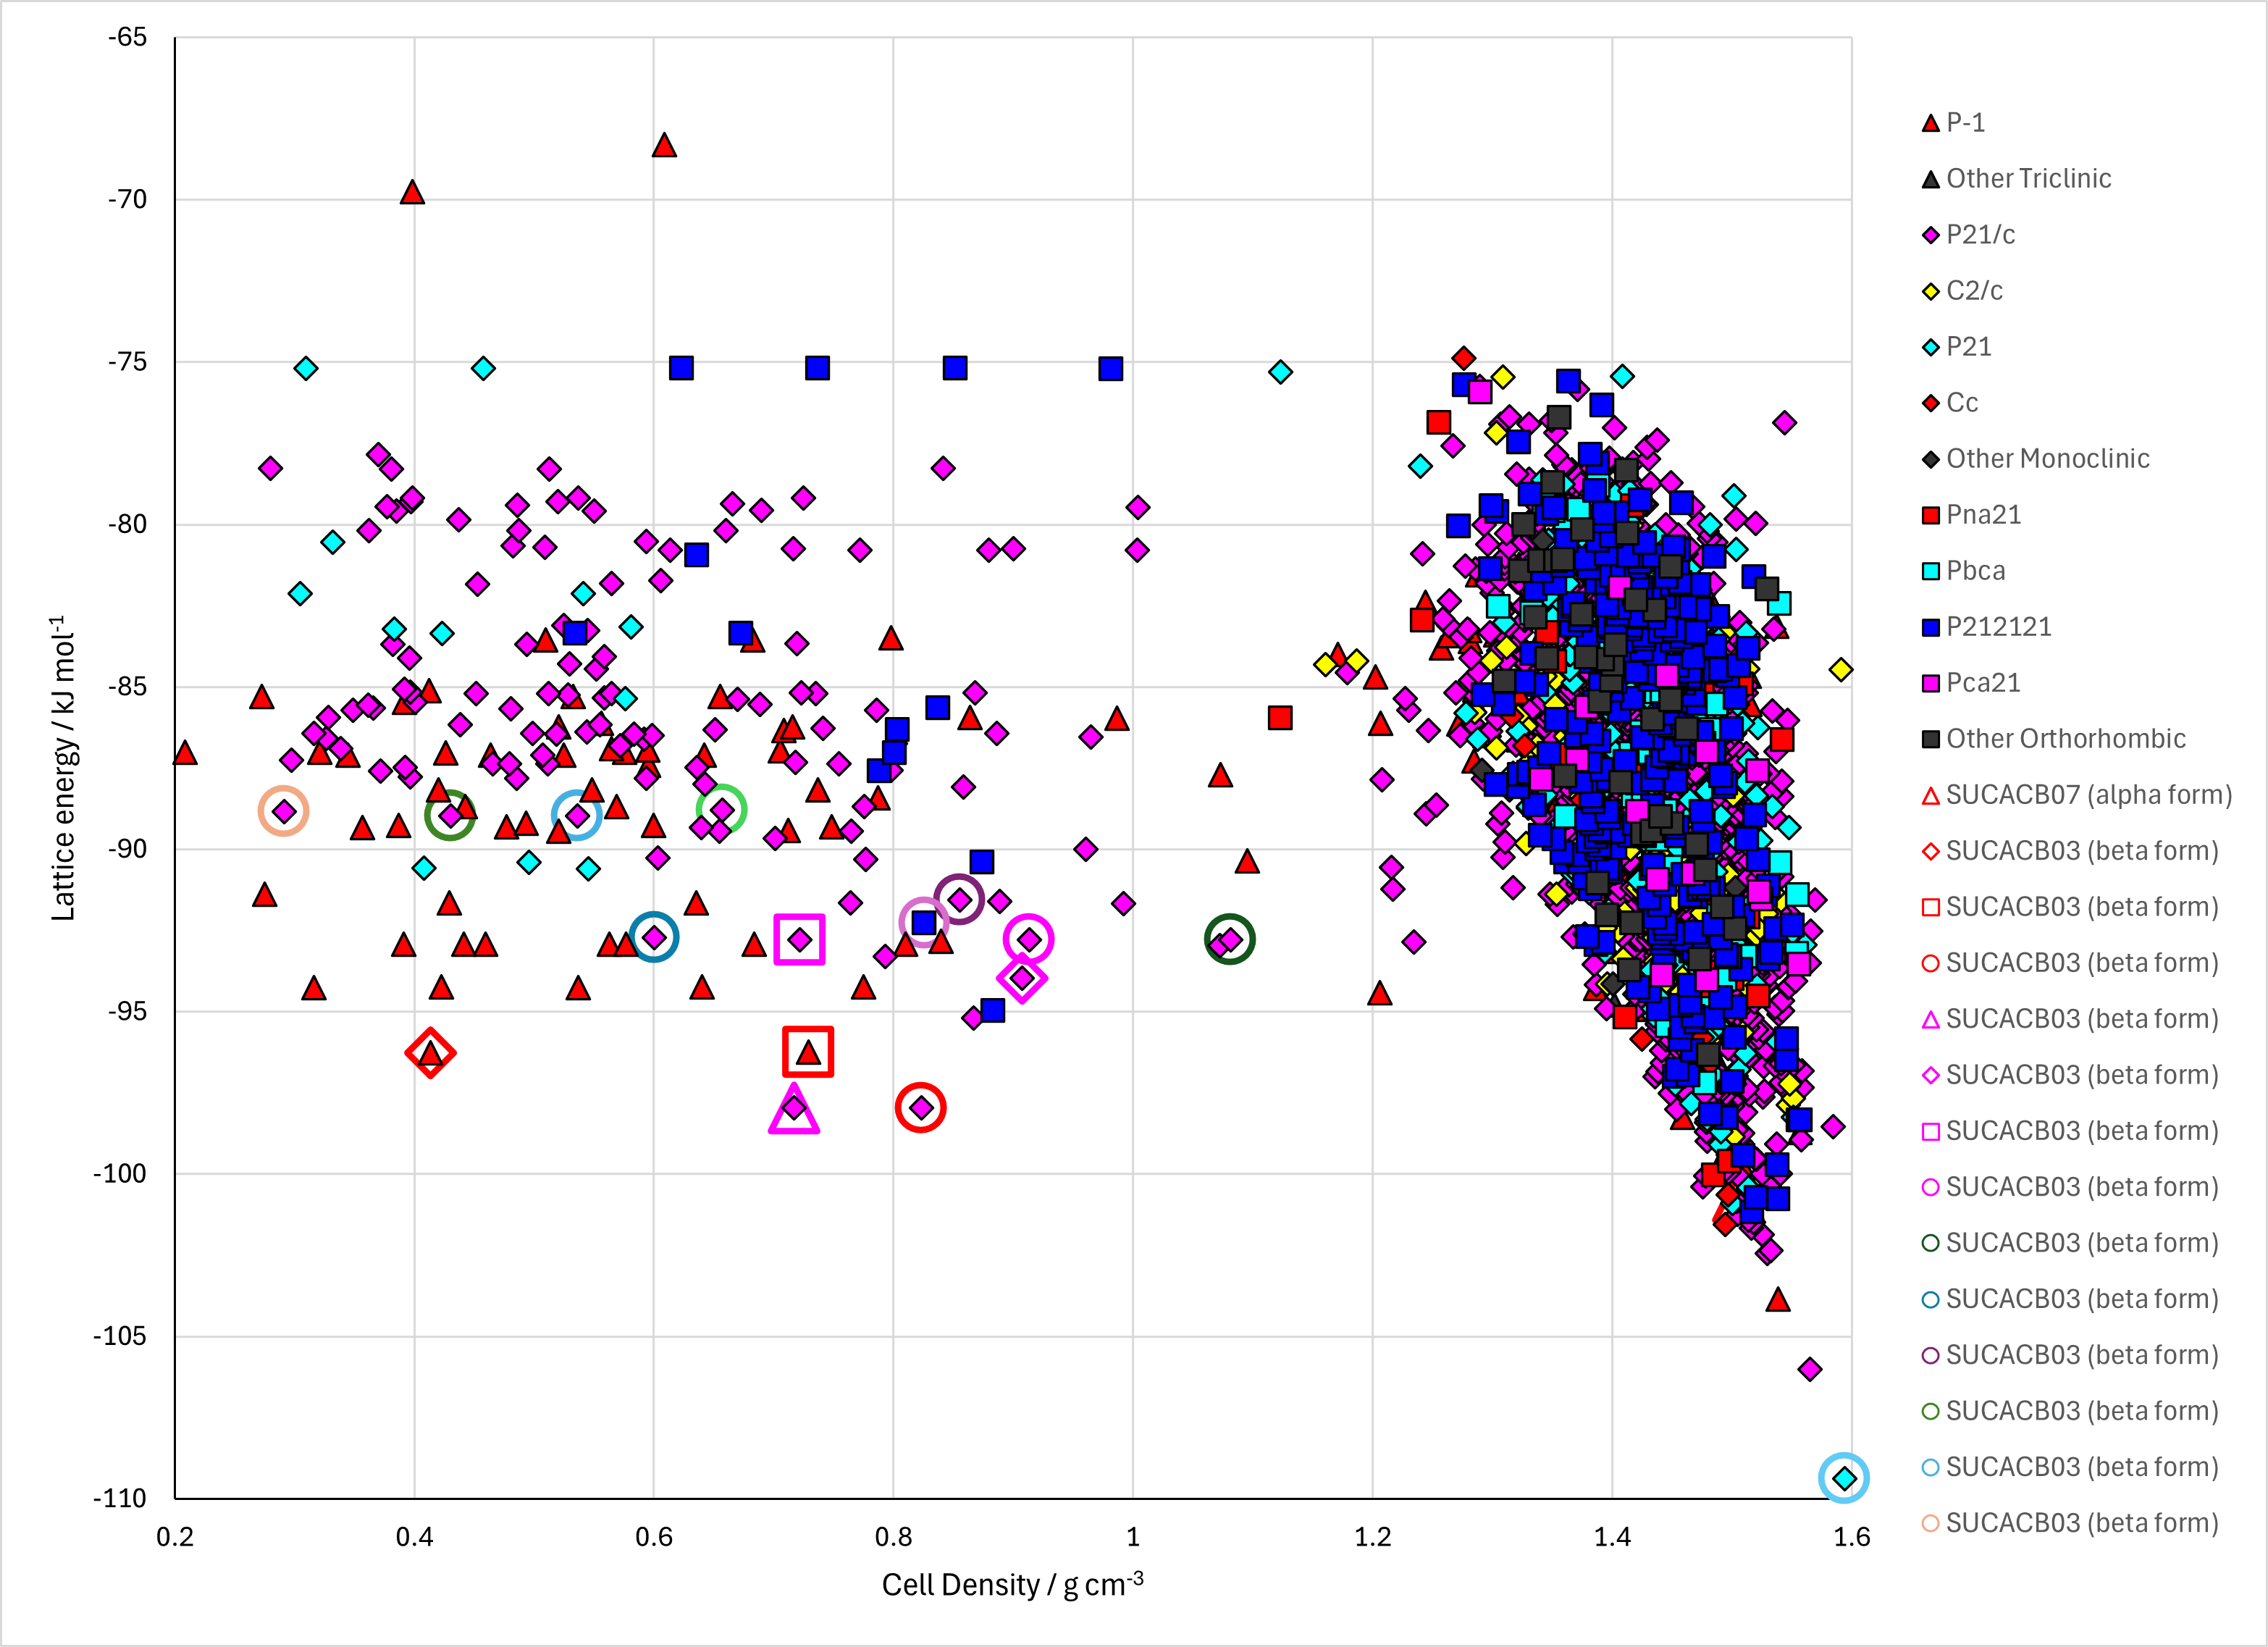 -65
-70
-75
-80
-85
-90
-95
-100
-105
-110
Lattice energy / kJ mol-1
0.2 0.4 0.6 0.8 1 1.2 1.4 1.6
Cell Density / g cm-3
P-1
Other Triclinic
P21/c
C2/c
P21
Cc
Other Monoclinic
Pna21
Pbca
P212121
Pca21
Other Orthorhombic
SUCACB07 (alpha form)
SUCACB03 (beta form)
SUCACB03 (beta form)
SUCACB03 (beta form)
SUCACB03 (beta form)
SUCACB03 (beta form)
SUCACB03 (beta form)
SUCACB03 (beta form)
SUCACB03 (beta form)
SUCACB03 (beta form)
SUCACB03 (beta form)
SUCACB03 (beta form)
SUCACB03 (beta form)
SUCACB03 (beta form)